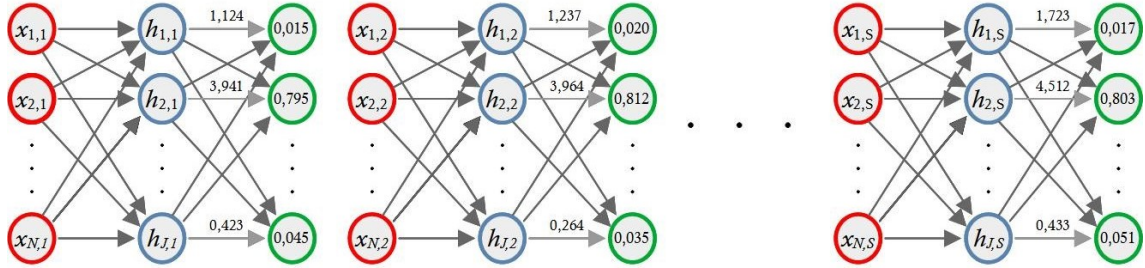 x1,1 h1,1 1,124 0,015 x1,2 h1,2 1,237 0,020 x1,S h1,S 1,723 0,017
x2,1 h2,1 3,941 0,795 x2,2 h2,2 3,964 0,812 . . . x2,S h2,S 4,512 0,803
xN,1 hJ,1 0,423 0,045 xN,2 hJ,2 0,264 0,035 xN,S hJ,S 0,433 0,051